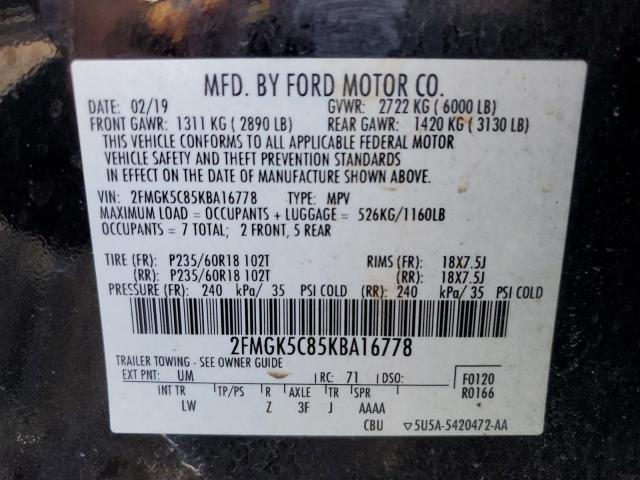 MFD. BY FORD MOTOR CO.
DATE: 02/19 GVWR: 2722 KG ( 6000 LB)
FRONT GAWR: 1311 KG ( 2890 LB) REAR GAWR: 1420 KG ( 3130 LB)
THIS VEHICLE CONFORMS TO ALL APPLICABLE FEDERAL MOTOR
VEHICLE SAFETY AND THEFT PREVENTION STANDARDS
IN EFFECT ON THE DATE OF MANUFACTURE SHOWN ABOVE.
VIN: 2FMGK5C85KBA16778 TYPE: MPV
MAXIMUM LOAD = OCCUPANTS + LUGGAGE = 526KG/1160LB
OCCUPANTS = 7 TOTAL; 2 FRONT, 5 REAR
TIRE (FR): P235/60R18 102T RIMS (FR): 18X7.5J
(RR): P235/60R18 102T (RR): 18X7.5J
PRESSURE (FR): 240 kPa/ 35 PSI COLD (RR): 240 kPa/ 35 PSI COLD
2FMGK5C85KBA16778
TRAILER TOWING - SEE OWNER GUIDE
EXT PNT: UM RC: 71 DSO: F0120
INT TR TP/PS R AXLE TR SPR R0166
LW Z 3F J AAAA
CBU ▽5U5A-5420472-AA